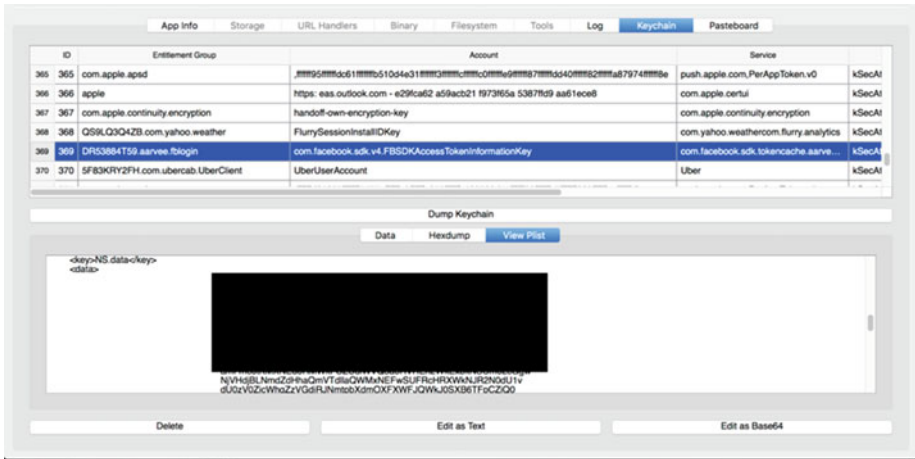 App Info Storage URL Handlers Binary Filesystem Tools Log Keychain Pasteboard
ID Entitlement Group Account Service
365 365 com.apple.apsd push.apple.com,PerAppToken.v0 kSecAt
366 366 apple https: eas.outlook.com - e29fca62 a59acb21 f973f65a 5387ffd9 aa61ece8 com.apple.certui kSecAt
367 367 com.apple.continuity.encryption handoff-own-encryption-key com.apple.continuity.encryption kSecAt
368 368 QS9LQ3Q4ZB.com.yahoo.weather FlurrySessionInstallIDKey com.yahoo.weathercom.flurry.analytics kSecAt
369 369 DR53884T59.aarvee.fblogin com.facebook.sdk.v4.FBSDKAccessTokenInformationKey com.facebook.sdk.tokencache.aarve... kSecAt
370 370 5F83KRY2FH.com.ubercab.UberClient UberUserAccount Uber kSecAt
Dump Keychain
Data Hexdump View Plist
<key>NS.data</key>
<data>
Delete Edit as Text Edit as Base64